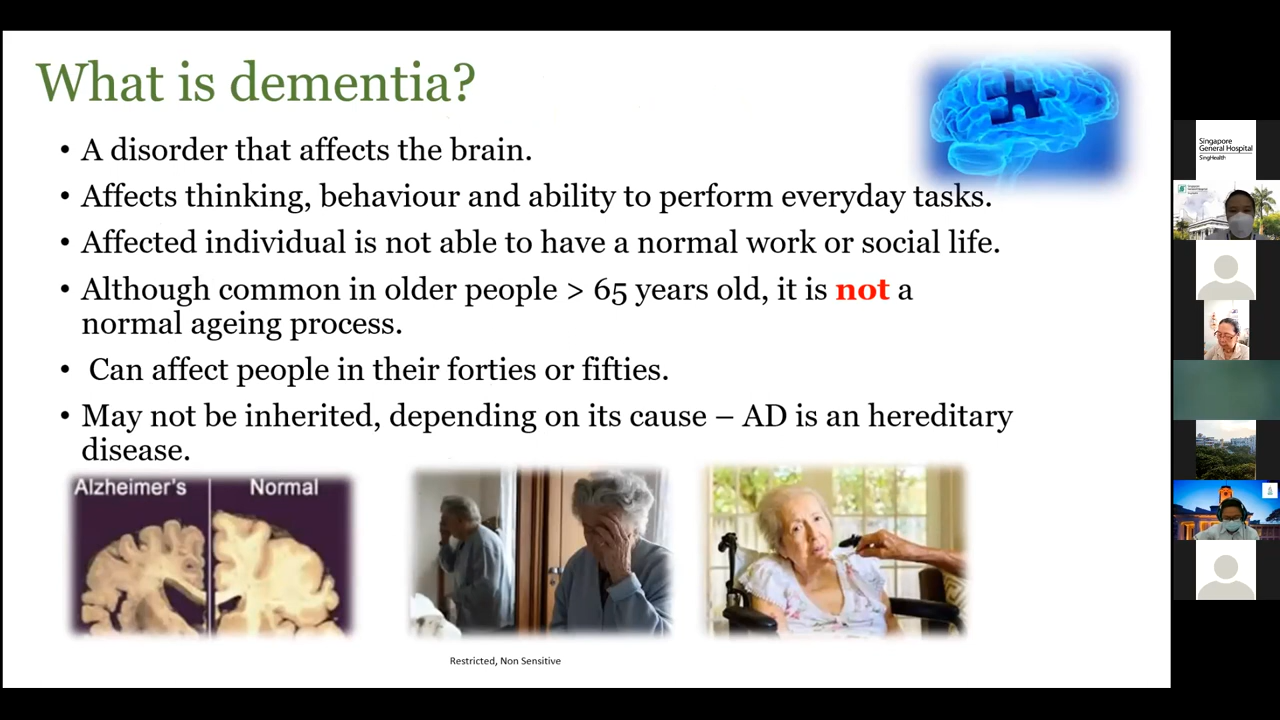 What is dementia?
• A disorder that affects the brain.
• Affects thinking, behaviour and ability to perform everyday tasks.
• Affected individual is not able to have a normal work or social life.
• Although common in older people > 65 years old, it is not a
normal ageing process.
• Can affect people in their forties or fifties.
• May not be inherited, depending on its cause – AD is an hereditary
disease.
Alzheimer's
Normal
Restricted, Non Sensitive
Singapore
General Hospital
SingHealth